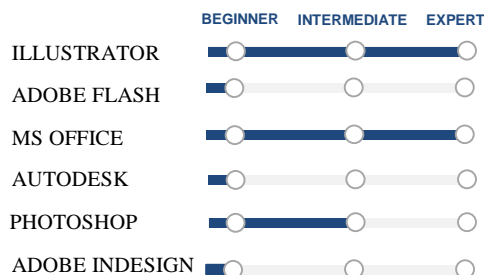 BEGINNER INTERMEDIATE EXPERT
ILLUSTRATOR
ADOBE FLASH
MS OFFICE
AUTODESK
PHOTOSHOP
ADOBE INDESIGN